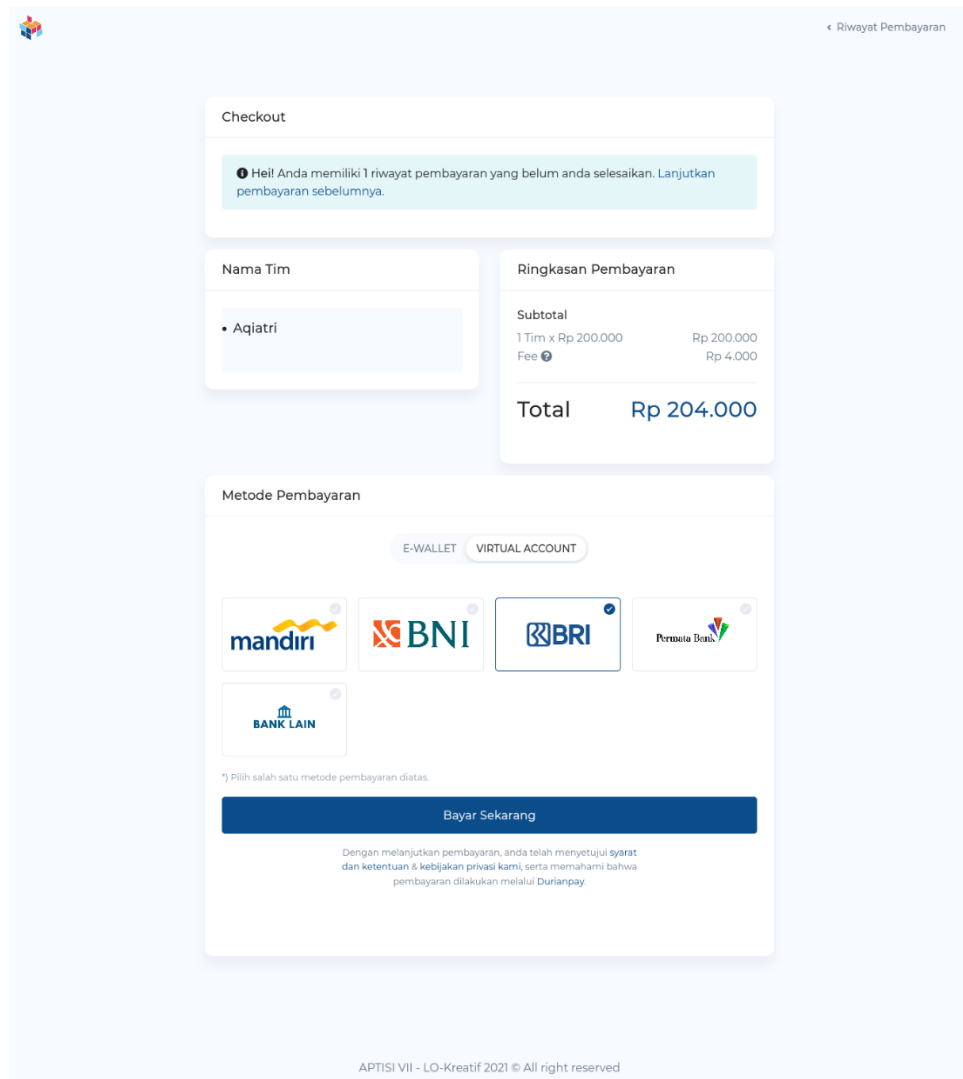 Riwayat Pembayaran
Checkout
Hei! Anda memiliki 1 riwayat pembayaran yang belum anda selesaikan. Lanjutkan
pembayaran sebelumnya.
Nama Tim
• Aqiatri
Ringkasan Pembayaran
Subtotal
1 Tim x Rp 200.000 Rp 200.000
Fee Rp 4.000
Total Rp 204.000
Metode Pembayaran
E-WALLET VIRTUAL ACCOUNT
mandiri BNI BRI Permata Bank
BANK LAIN
*) Pilih salah satu metode pembayaran diatas.
Bayar Sekarang
Dengan melanjutkan pembayaran, anda telah menyetujui syarat
dan ketentuan & kebijakan privasi kami, serta memahami bahwa
pembayaran dilakukan melalui Durianpay.
APTISI VII - LO-Kreatif 2021 © All right reserved